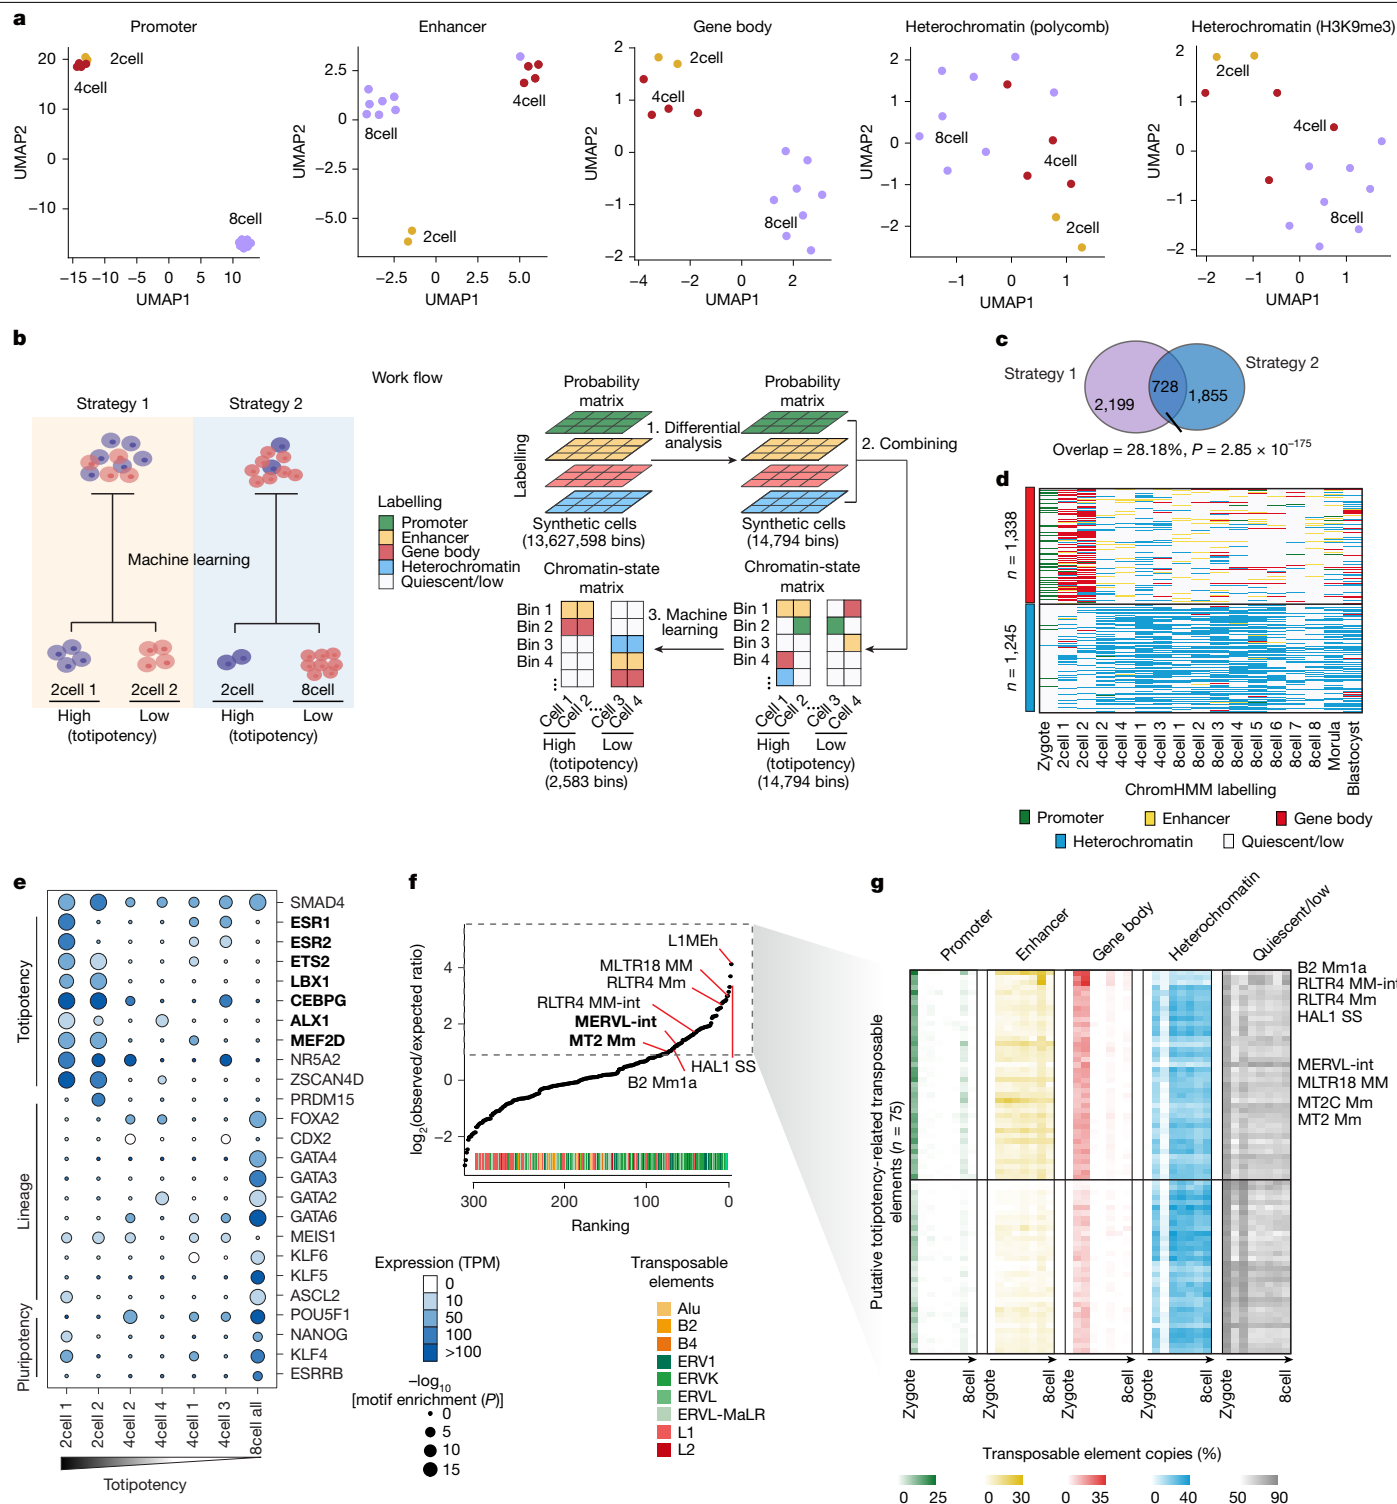 a
Promoter
Enhancer
Gene body
Heterochromatin (polycomb)
Heterochromatin (H3K9me3)
20
10
0
−10
UMAP2
−15 −10 −5 0 5 10
UMAP1
2cell
4cell
8cell
2.5
0
−2.5
−5.0
UMAP2
−2.5 0 2.5 5.0
UMAP1
4cell
8cell
2cell
2
1
0
−1
−2
UMAP2
−4 −2 0 2
UMAP1
2cell
4cell
8cell
2
1
0
−1
−2
UMAP2
−1 0 1
UMAP1
8cell
4cell
2cell
2
1
0
−1
−2
UMAP2
−2 −1 0 1
UMAP1
2cell
4cell
8cell
b
Work flow
Strategy 1
Strategy 2
Machine learning
2cell 1
2cell 2
2cell
8cell
High
Low
High
Low
(totipotency)
(totipotency)
Labelling
Promoter
Enhancer
Gene body
Heterochromatin
Quiescent/low
Probability
matrix
Labelling
Synthetic cells
(13,627,598 bins)
1. Differential
analysis
Probability
matrix
Synthetic cells
(14,794 bins)
2. Combining
Chromatin-state
matrix
Bin 1
Bin 2
Bin 3
Bin 4
...
Cell 1
Cell 2
...
Cell 3
Cell 4
High
Low
(totipotency)
(2,583 bins)
3. Machine
learning
Chromatin-state
matrix
Bin 1
Bin 2
Bin 3
Bin 4
...
Cell 1
Cell 2
...
Cell 3
Cell 4
High
Low
(totipotency)
(14,794 bins)
c
Strategy 1
Strategy 2
2,199
728
1,855
Overlap = 28.18%, P = 2.85 × 10−175
d
n = 1,338
n = 1,245
Zygote
2cell 1
2cell 2
4cell 2
4cell 4
4cell 1
4cell 3
8cell 1
8cell 2
8cell 3
8cell 4
8cell 5
8cell 6
8cell 7
8cell 8
Morula
Blastocyst
ChromHMM labelling
Promoter
Enhancer
Gene body
Heterochromatin
Quiescent/low
e
Totipotency
Lineage
Pluripotency
SMAD4
ESR1
ESR2
ETS2
LBX1
CEBPG
ALX1
MEF2D
NR5A2
ZSCAN4D
PRDM15
FOXA2
CDX2
GATA4
GATA3
GATA2
GATA6
MEIS1
KLF6
KLF5
ASCL2
POU5F1
NANOG
KLF4
ESRRB
2cell 1
2cell 2
4cell 2
4cell 4
4cell 1
4cell 3
8cell all
Totipotency
Expression (TPM)
0
10
50
100
>100
−log10
[motif enrichment (P)]
0
5
10
15
f
log2(observed/expected ratio)
4
2
0
−2
L1MEh
MLTR18 MM
RLTR4 Mm
RLTR4 MM-int
MERVL-int
MT2 Mm
HAL1 SS
B2 Mm1a
300 200 100 0
Ranking
Transposable
elements
Alu
B2
B4
ERV1
ERVK
ERVL
ERVL-MaLR
L1
L2
g
Promoter
Enhancer
Gene body
Heterochromatin
Quiescent/low
Putative totipotency-related transposable
elements (n = 75)
B2 Mm1a
RLTR4 MM-int
RLTR4 Mm
HAL1 SS
MERVL-int
MLTR18 MM
MT2C Mm
MT2 Mm
Zygote
8cell
Zygote
8cell
Zygote
8cell
Zygote
8cell
Zygote
8cell
Transposable element copies (%)
0 25
0 30
0 35
0 40
50 90